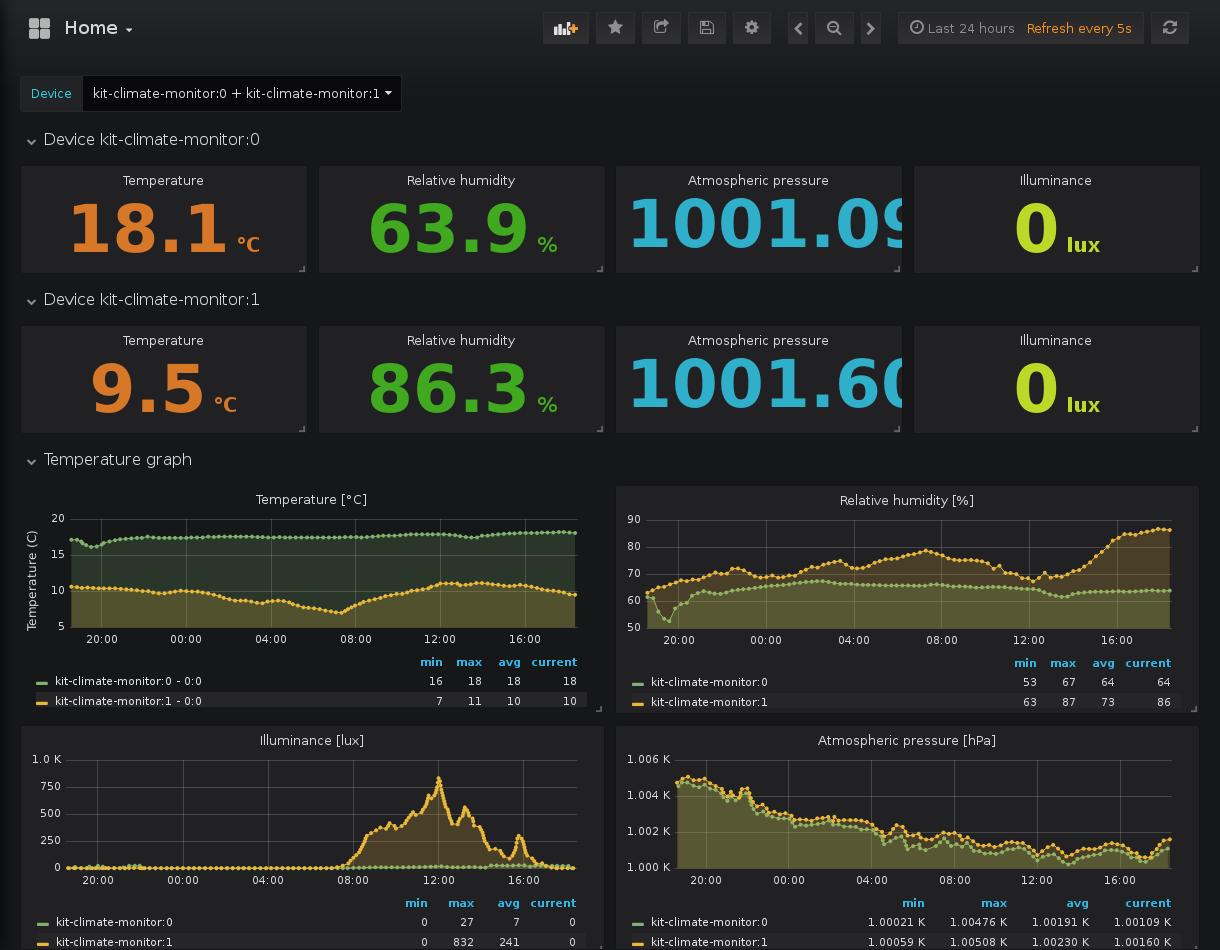 Home
Last 24 hours Refresh every 5s
Device kit-climate-monitor:0 + kit-climate-monitor:1
Device kit-climate-monitor:0
Temperature Relative humidity Atmospheric pressure Illuminance
18.1 °C 63.9 % 1001.09 0 lux
Device kit-climate-monitor:1
Temperature Relative humidity Atmospheric pressure Illuminance
9.5 °C 86.3 % 1001.60 0 lux
Temperature graph
Temperature [°C]
Temperature (C)
20
15
10
5
20:00 00:00 04:00 08:00 12:00 16:00
min max avg current
kit-climate-monitor:0 - 0:0 16 18 18 18
kit-climate-monitor:1 - 0:0 7 11 10 10
Relative humidity [%]
90
80
70
60
50
20:00 00:00 04:00 08:00 12:00 16:00
min max avg current
kit-climate-monitor:0 53 67 64 64
kit-climate-monitor:1 63 87 73 86
Illuminance [lux]
1.0 K
750
500
250
0
20:00 00:00 04:00 08:00 12:00 16:00
min max avg current
kit-climate-monitor:0 0 27 7 0
kit-climate-monitor:1 0 832 241 0
Atmospheric pressure [hPa]
1.006 K
1.004 K
1.002 K
1.000 K
20:00 00:00 04:00 08:00 12:00 16:00
min max avg current
kit-climate-monitor:0 1.00021 K 1.00476 K 1.00191 K 1.00109 K
kit-climate-monitor:1 1.00059 K 1.00508 K 1.00230 K 1.00160 K